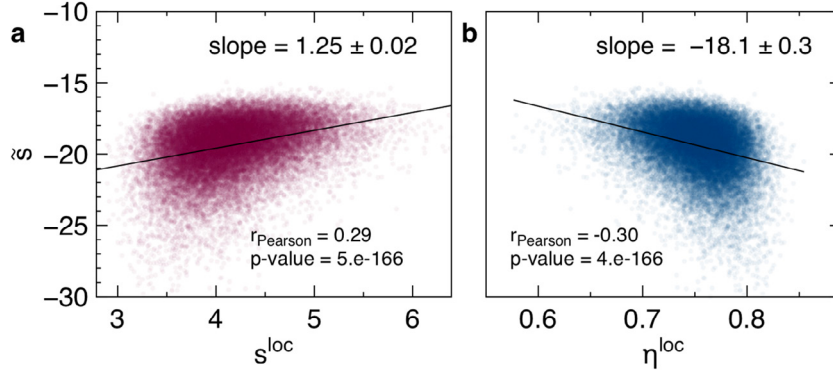 a
slope = 1.25 ± 0.02
b
slope = −18.1 ± 0.3
−10
−15
−20
−25
−30
s̃
r_Pearson = 0.29
p-value = 5.e-166
r_Pearson = -0.30
p-value = 4.e-166
3 4 5 6
0.6 0.7 0.8
s^loc
η^loc